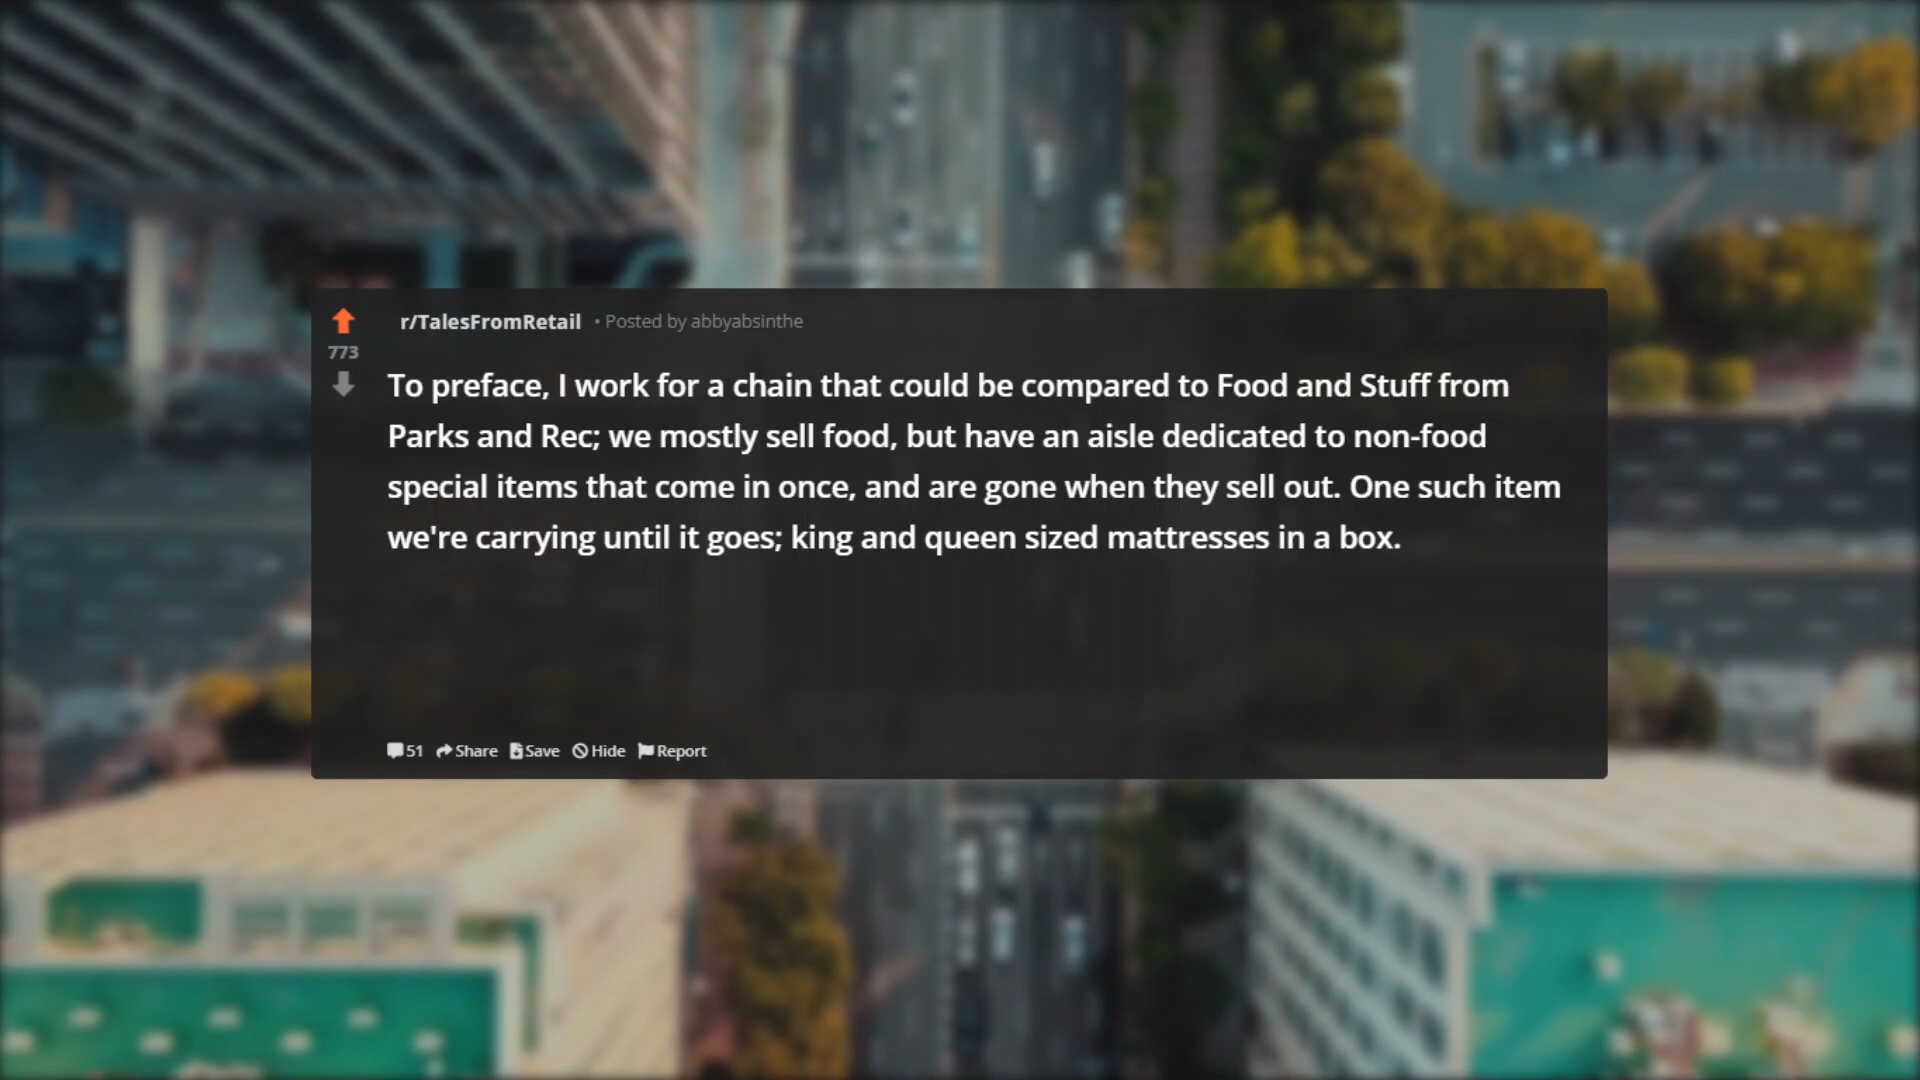 r/TalesFromRetail • Posted by abbyabsinthe
773
To preface, I work for a chain that could be compared to Food and Stuff from
Parks and Rec; we mostly sell food, but have an aisle dedicated to non-food
special items that come in once, and are gone when they sell out. One such item
we're carrying until it goes; king and queen sized mattresses in a box.
51 Share Save Hide Report